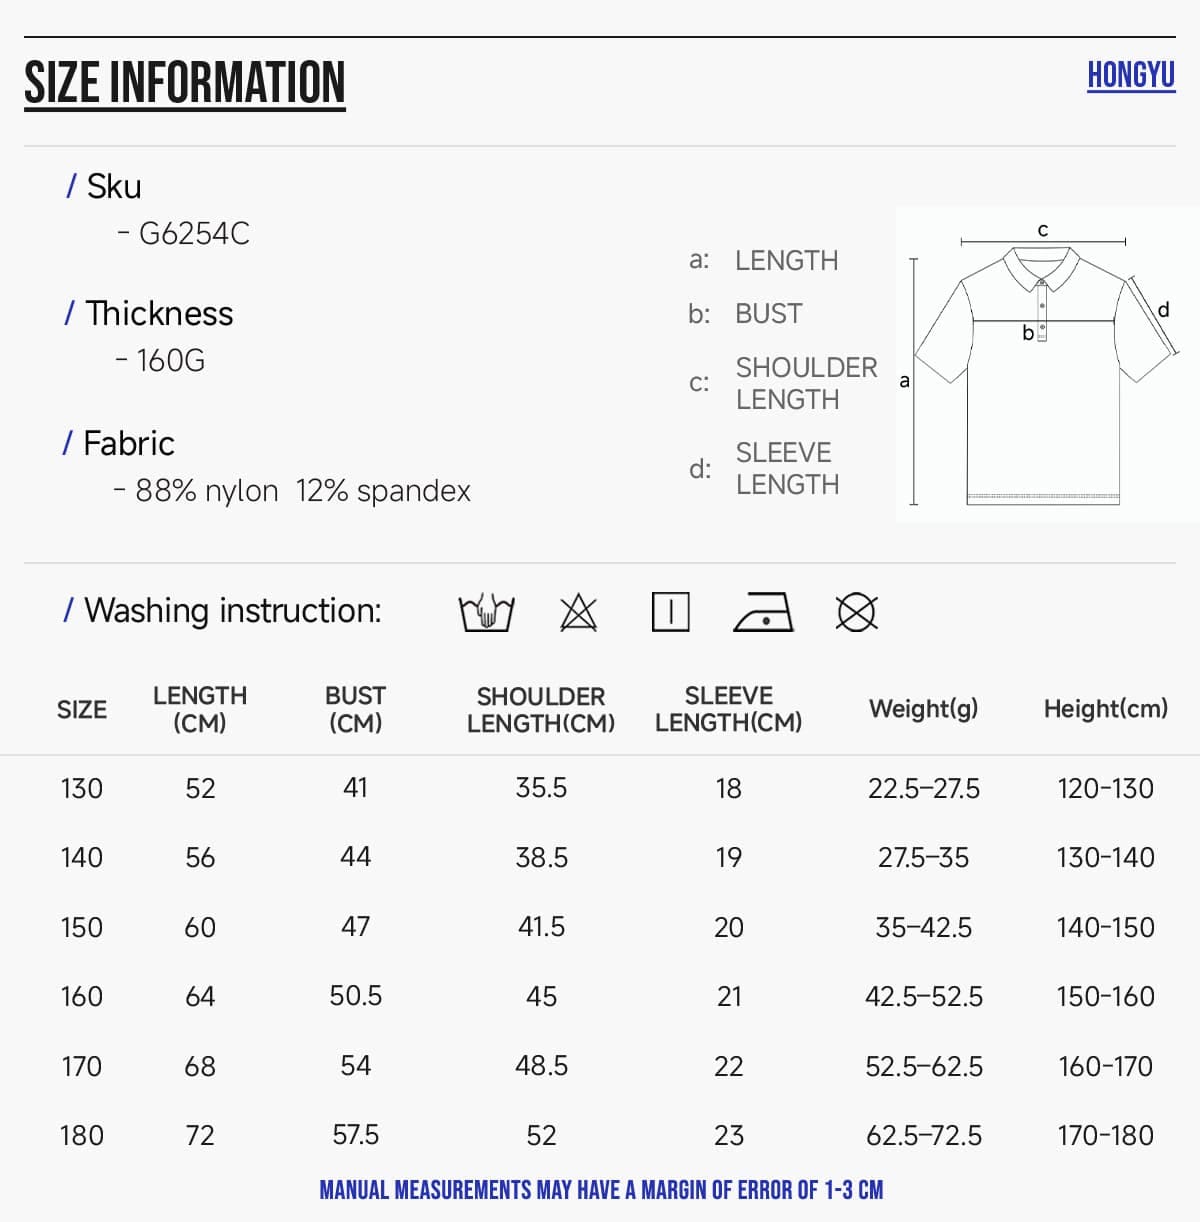 SIZE INFORMATION
HONGYU
/ Sku
- G6254C
/ Thickness
- 160G
/ Fabric
- 88% nylon 12% spandex
a: LENGTH
b: BUST
c: SHOULDER
LENGTH
d: SLEEVE
LENGTH
c
d
b
a
/ Washing instruction:
SIZE LENGTH (CM) BUST (CM) SHOULDER LENGTH(CM) SLEEVE LENGTH(CM) Weight(g) Height(cm)
130 52 41 35.5 18 22.5–27.5 120-130
140 56 44 38.5 19 27.5–35 130-140
150 60 47 41.5 20 35–42.5 140-150
160 64 50.5 45 21 42.5–52.5 150-160
170 68 54 48.5 22 52.5–62.5 160-170
180 72 57.5 52 23 62.5–72.5 170-180
MANUAL MEASUREMENTS MAY HAVE A MARGIN OF ERROR OF 1-3 CM